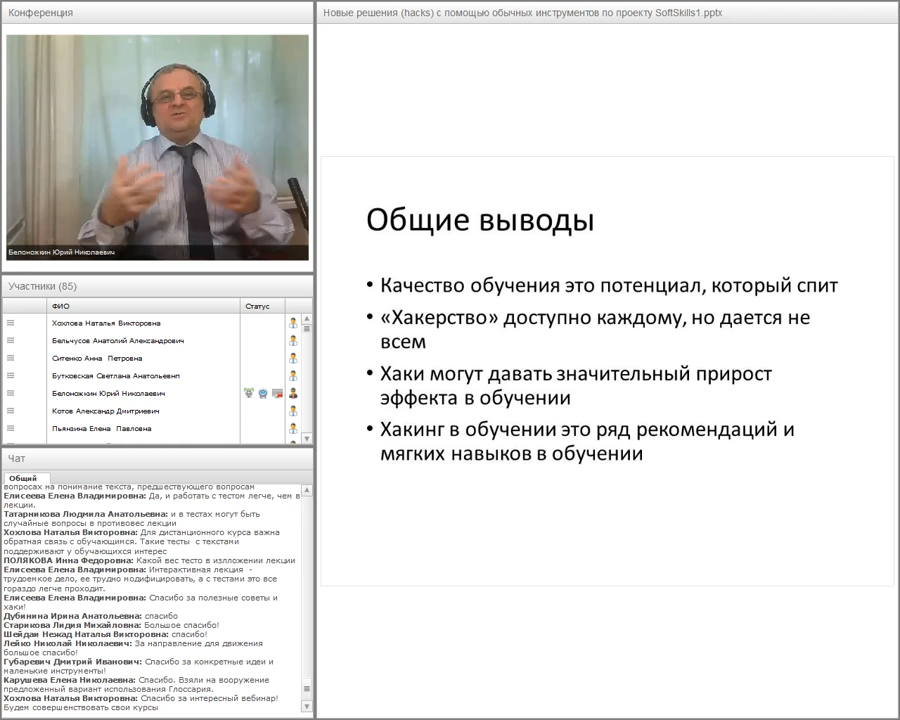 Конференция
Белоножкин Юрий Николаевич
Участники (85)
ФИО
Статус
Хохлова Наталья Викторовна
Бельчусов Анатолий Александрович
Ситенко Анна Петровна
Бутковская Светлана Анатольевнп
Белоножкин Юрий Николаевич
Котов Александр Дмитриевич
Пьянзина Елена Павловна
Чат
Общий
вопросах на понимание текста, предшествующего вопросам
Елисеева Елена Владимировна: Да, и работать с тестом легче, чем в
лекции.
Татарникова Людмила Анатольевна: и в тестах могут быть
случайные вопросы в противовес лекции
Хохлова Наталья Викторовна: Для дистанционного курса важна
обратная связь с обучающимся. Такие тесты с текстами
поддерживают у обучающихся интерес
ПОЛЯКОВА Инна Федоровна: Какой вес тесто в излложении лекции
Елисеева Елена Владимировна: Интерактивная лекция -
трудоемкое дело, ее трудно модифицировать, а с тестами это все
гораздо легче проходит.
Елисеева Елена Владимировна: Спасибо за полезные советы и
хаки!
Дубинина Ирина Анатольевна: спасибо
Старикова Лидия Михайловна: Большое спасибо!
Шейдаи Нежад Наталья Викторовна: спасибо!
Лейко Николай Николаевич: За направление для движения
большое спасибо!
Губаревич Дмитрий Иванович: Спасибо за конкретные идеи и
маленькие инструменты!
Карушева Елена Николаевна: Спасибо. Взяли на вооружение
предложенный вариант использования Глоссария.
Хохлова Наталья Викторовна: Спасибо за интересный вебинар!
Будем совершенствовать свои курсы
Новые решения (hacks) с помощью обычных инструментов по проекту SoftSkills1.pptx
Общие выводы
• Качество обучения это потенциал, который спит
• «Хакерство» доступно каждому, но дается не
всем
• Хаки могут давать значительный прирост
эффекта в обучении
• Хакинг в обучении это ряд рекомендаций и
мягких навыков в обучении